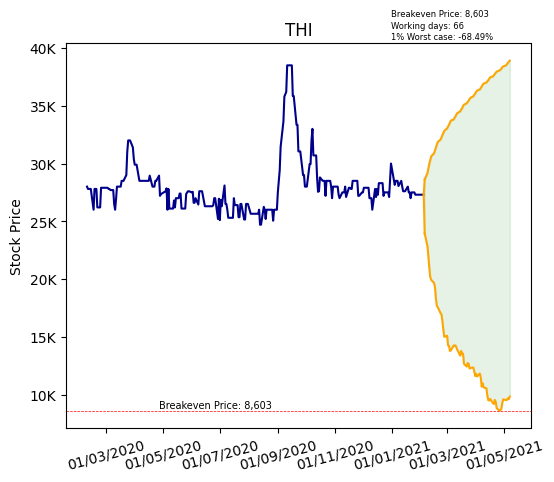 Breakeven Price: 8,603
Working days: 66
1% Worst case: -68.49%
THI
40K
35K
30K
25K
20K
15K
10K
Stock Price
Breakeven Price: 8,603
01/03/2020
01/05/2020
01/07/2020
01/09/2020
01/11/2020
01/01/2021
01/03/2021
01/05/2021